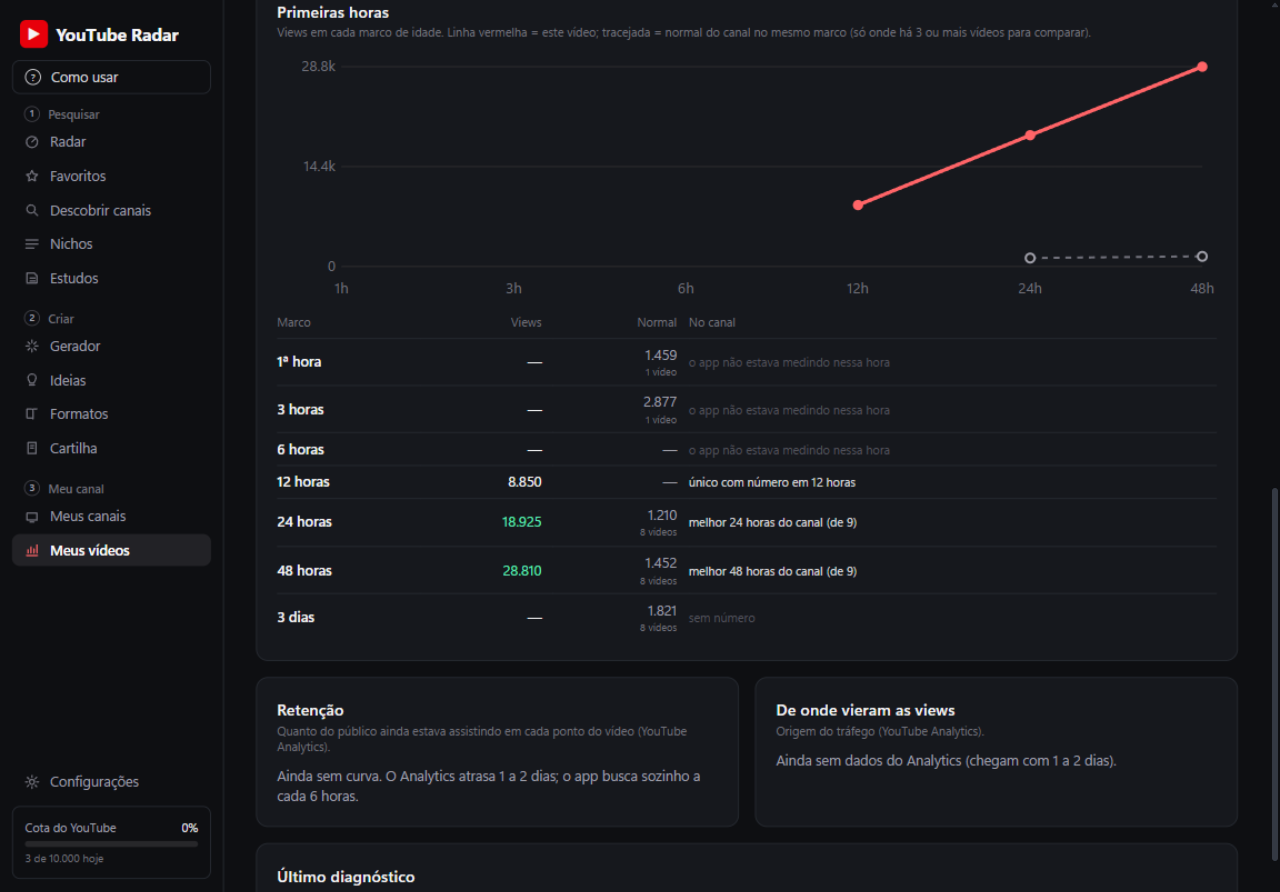 YouTube Radar
? Como usar
1 Pesquisar
Radar
Favoritos
Descobrir canais
Nichos
Estudos
2 Criar
Gerador
Ideias
Formatos
Cartilha
3 Meu canal
Meus canais
Meus vídeos
Configurações
Cota do YouTube 0%
3 de 10.000 hoje
Primeiras horas
Views em cada marco de idade. Linha vermelha = este vídeo; tracejada = normal do canal no mesmo marco (só onde há 3 ou mais vídeos para comparar).
28.8k
14.4k
0
1h 3h 6h 12h 24h 48h
Marco Views Normal No canal
1ª hora — 1.459 o app não estava medindo nessa hora
1 vídeo
3 horas — 2.877 o app não estava medindo nessa hora
1 vídeo
6 horas — — o app não estava medindo nessa hora
12 horas 8.850 — único com número em 12 horas
24 horas 18.925 1.210 melhor 24 horas do canal (de 9)
8 vídeos
48 horas 28.810 1.452 melhor 48 horas do canal (de 9)
8 vídeos
3 dias — 1.821 sem número
8 vídeos
Retenção
Quanto do público ainda estava assistindo em cada ponto do vídeo (YouTube
Analytics).
Ainda sem curva. O Analytics atrasa 1 a 2 dias; o app busca sozinho a
cada 6 horas.
De onde vieram as views
Origem do tráfego (YouTube Analytics).
Ainda sem dados do Analytics (chegam com 1 a 2 dias).
Último diagnóstico